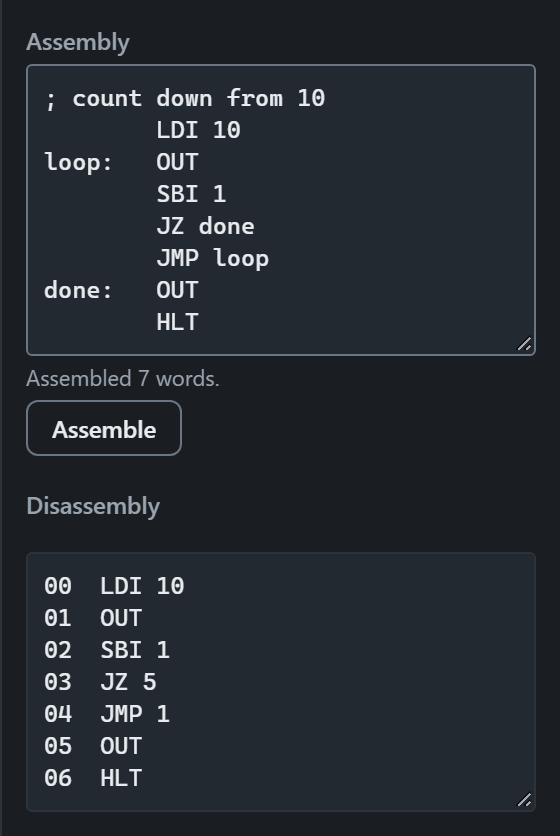 Assembly
; count down from 10
        LDI 10
loop:   OUT
        SBI 1
        JZ done
        JMP loop
done:   OUT
        HLT
Assembled 7 words.
Assemble
Disassembly
00  LDI 10
01  OUT
02  SBI 1
03  JZ 5
04  JMP 1
05  OUT
06  HLT